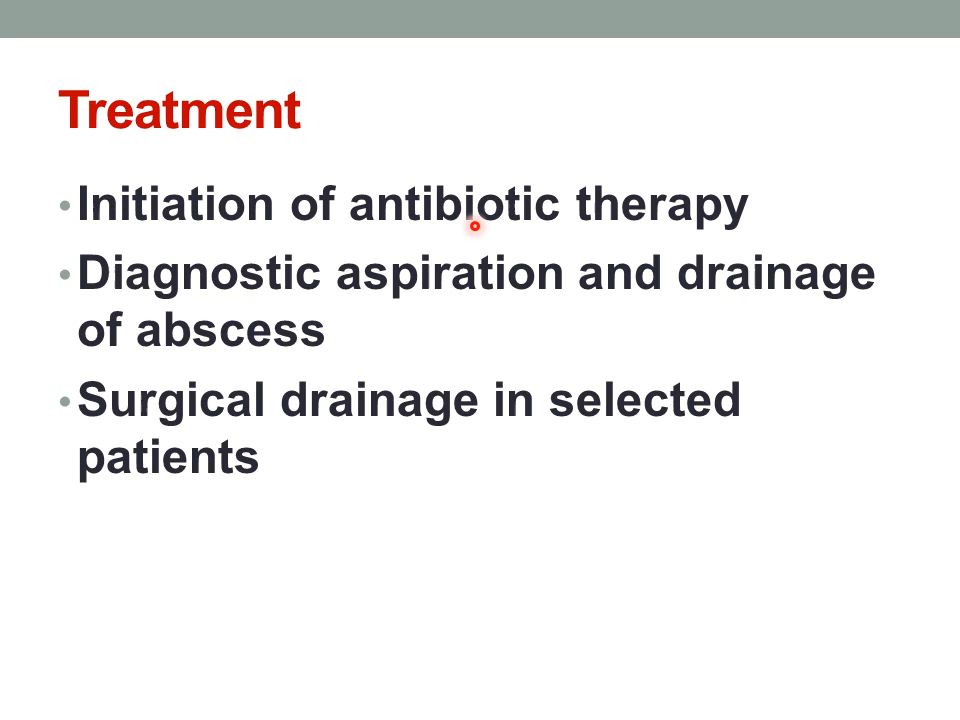 Treatment
• Initiation of antibiotic therapy
• Diagnostic aspiration and drainage
of abscess
• Surgical drainage in selected
patients